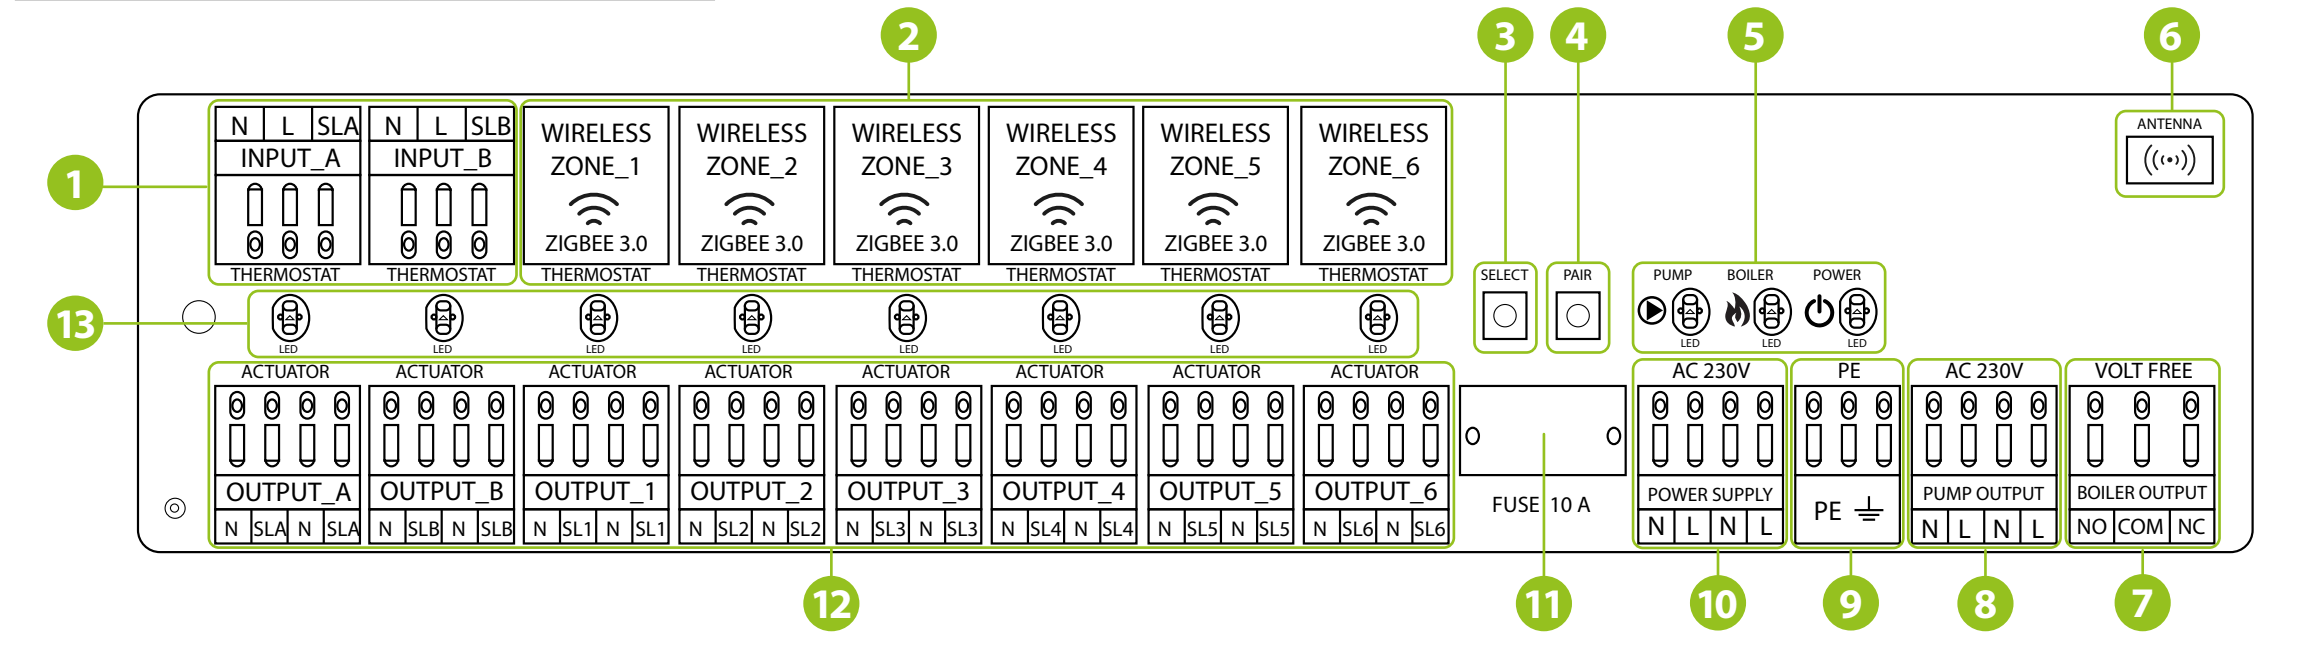 2 3 4 5 6
N L SLA N L SLB
INPUT_A INPUT_B
WIRELESS WIRELESS WIRELESS WIRELESS WIRELESS WIRELESS
ZONE_1 ZONE_2 ZONE_3 ZONE_4 ZONE_5 ZONE_6
ZIGBEE 3.0 ZIGBEE 3.0 ZIGBEE 3.0 ZIGBEE 3.0 ZIGBEE 3.0 ZIGBEE 3.0
ANTENNA
1
THERMOSTAT THERMOSTAT THERMOSTAT THERMOSTAT THERMOSTAT THERMOSTAT THERMOSTAT THERMOSTAT SELECT PAIR PUMP BOILER POWER
13
LED LED LED LED LED LED LED LED LED LED LED
ACTUATOR ACTUATOR ACTUATOR ACTUATOR ACTUATOR ACTUATOR ACTUATOR ACTUATOR AC 230V PE AC 230V VOLT FREE
OUTPUT_A OUTPUT_B OUTPUT_1 OUTPUT_2 OUTPUT_3 OUTPUT_4 OUTPUT_5 OUTPUT_6 FUSE 10 A POWER SUPPLY PE PUMP OUTPUT BOILER OUTPUT
N SLA N SLA N SLB N SLB N SL1 N SL1 N SL2 N SL2 N SL3 N SL3 N SL4 N SL4 N SL5 N SL5 N SL6 N SL6 N L N L N L N L NO COM NC
12 11 10 9 8 7